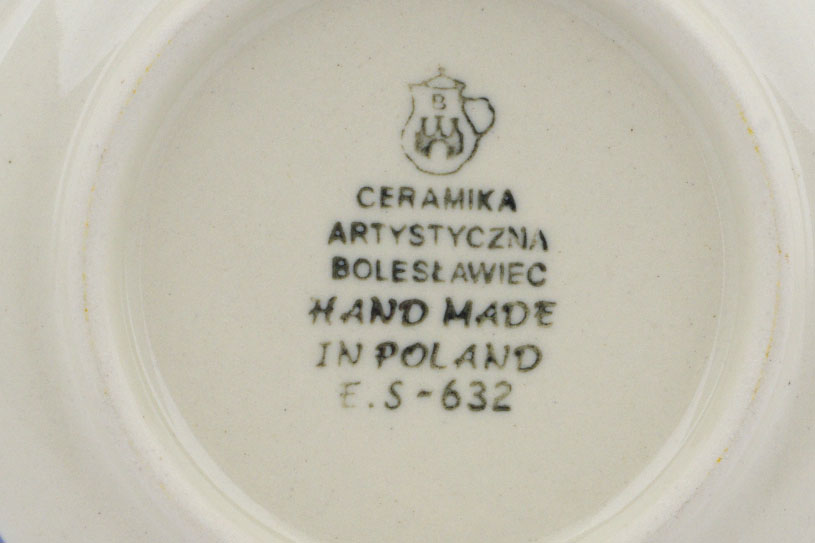 B
CERAMIKA
ARTYSTYCZNA
BOLESŁAWIEC
HAND MADE
IN POLAND
E.S-632